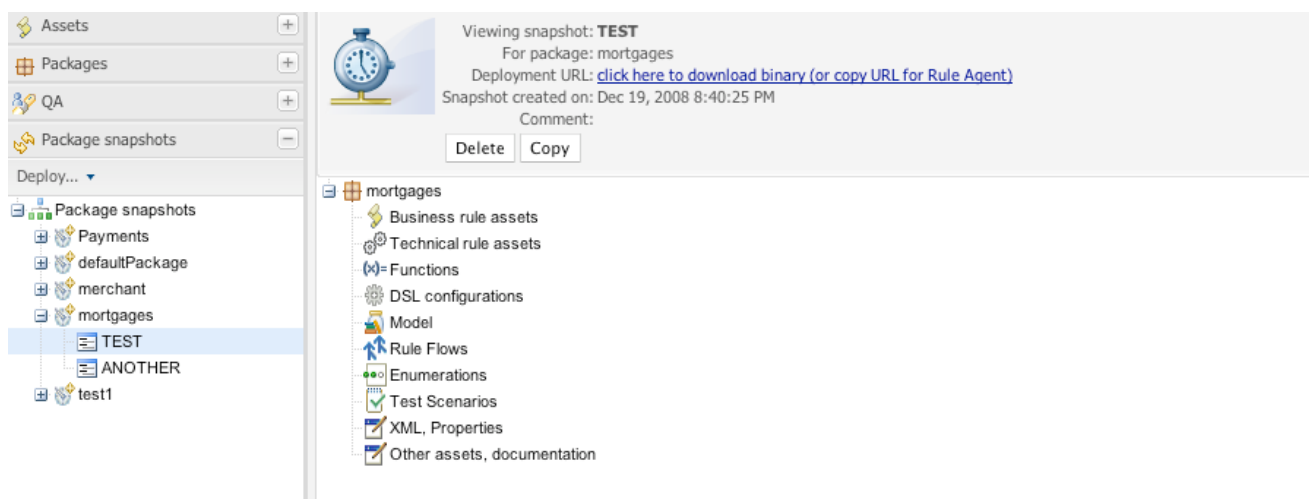 Assets
Packages
QA
Package snapshots
Deploy...
Package snapshots
Payments
defaultPackage
merchant
mortgages
TEST
ANOTHER
test1
Viewing snapshot: TEST
For package: mortgages
Deployment URL: click here to download binary (or copy URL for Rule Agent)
Snapshot created on: Dec 19, 2008 8:40:25 PM
Comment:
Delete Copy
mortgages
Business rule assets
Technical rule assets
(x)= Functions
DSL configurations
Model
Rule Flows
Enumerations
Test Scenarios
XML, Properties
Other assets, documentation